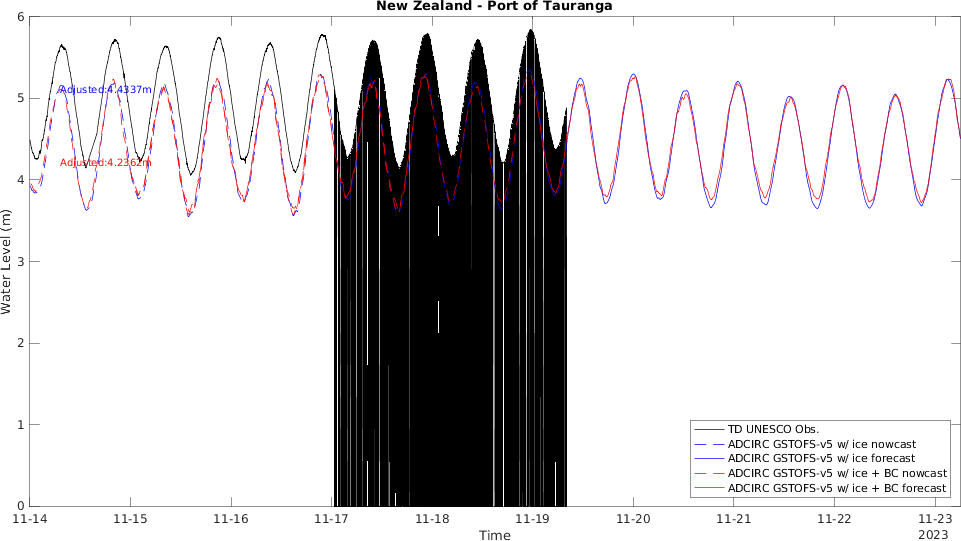 New Zealand - Port of Tauranga
Water Level (m)
6
5
4
3
2
1
0
Adjusted:4.4337m
Adjusted:4.2362m
TD UNESCO Obs.
ADCIRC GSTOFS-v5 w/ ice nowcast
ADCIRC GSTOFS-v5 w/ ice forecast
ADCIRC GSTOFS-v5 w/ ice + BC nowcast
ADCIRC GSTOFS-v5 w/ ice + BC forecast
11-14 11-15 11-16 11-17 11-18 11-19 11-20 11-21 11-22 11-23
Time
2023